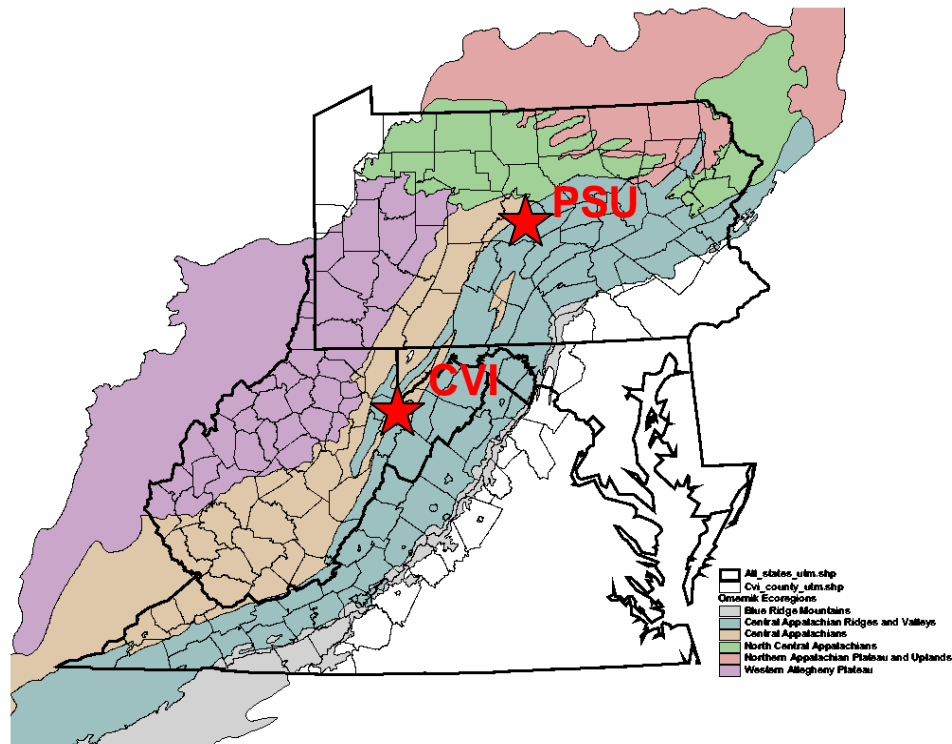 PSU
CVI
All_states_utm.shp
Cvi_county_utm.shp
Omernik Ecoregions
Blue Ridge Mountains
Central Appalachian Ridges and Valleys
Central Appalachians
North Central Appalachians
Northern Appalachian Plateau and Uplands
Western Allegheny Plateau